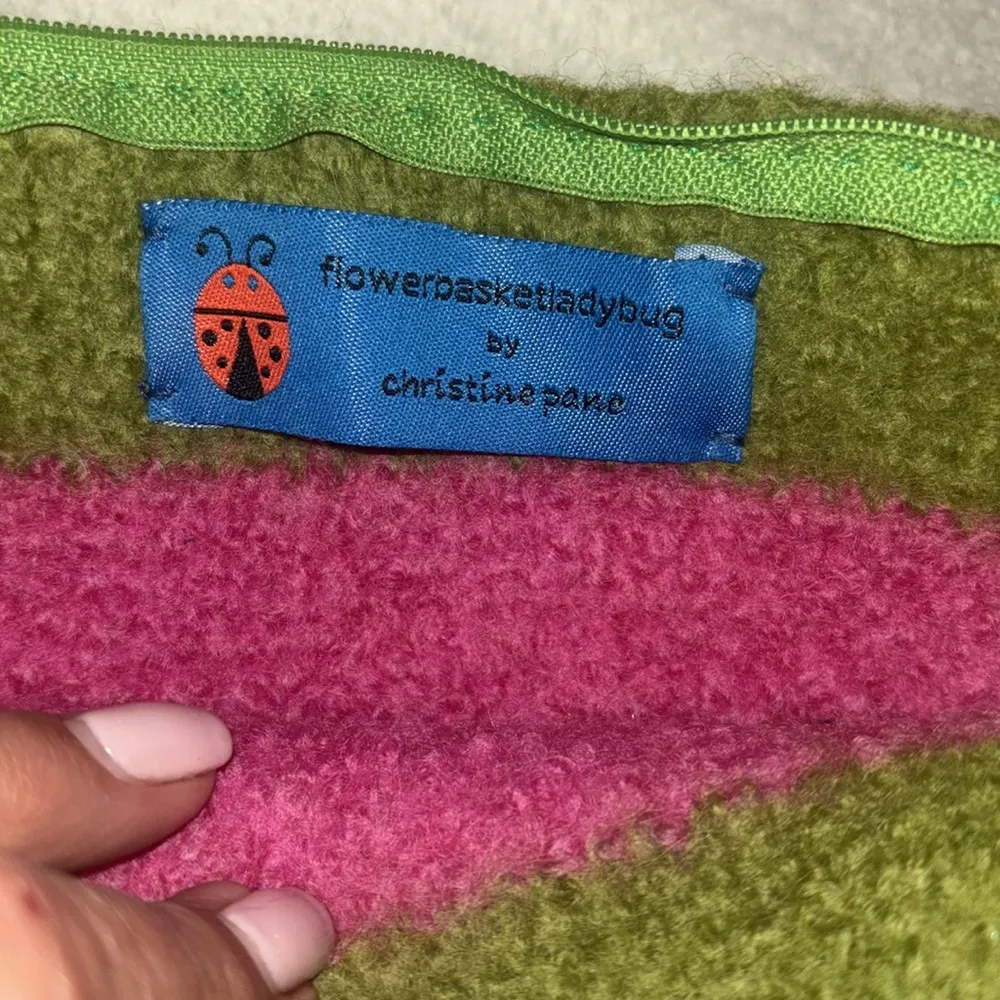 flowerbasketladybug
by
christine pane